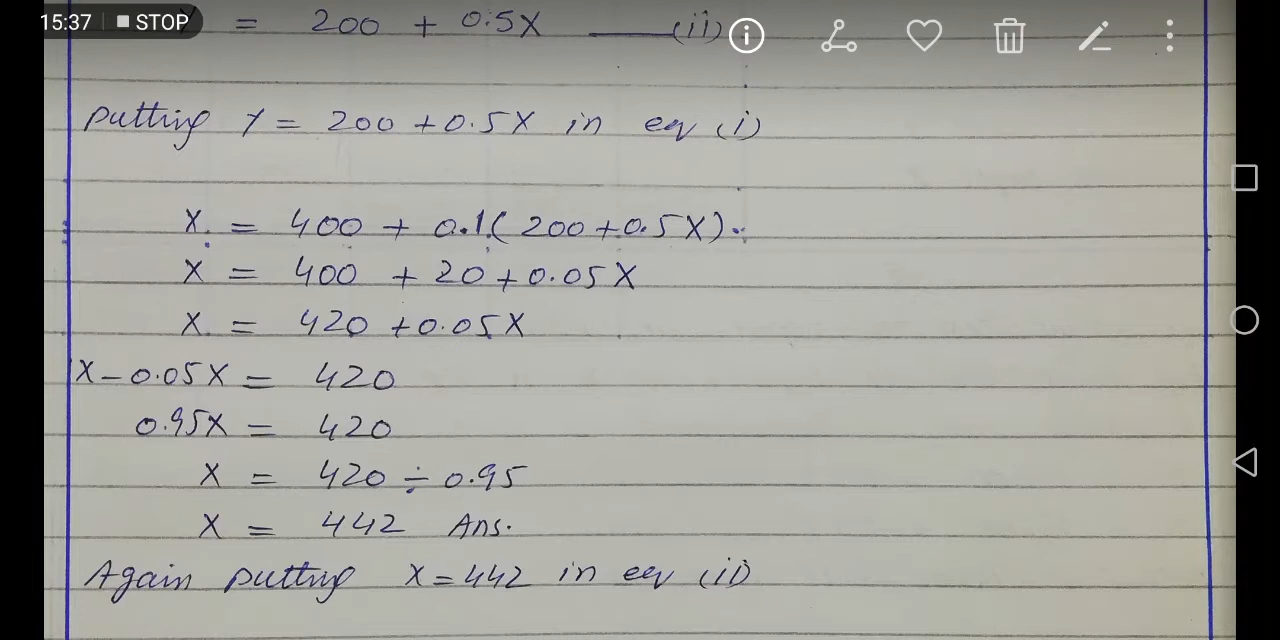 15:37 STOP
= 200 + 0.5X —— (ii)
Putting Y = 200 + 0.5X in eq (i)
X = 400 + 0.1(200 + 0.5X).
X = 400 + 20 + 0.05X
X = 420 + 0.05X
X - 0.05X = 420
0.95X = 420
X = 420 ÷ 0.95
X = 442 Ans.
Again putting X = 442 in eq (ii)